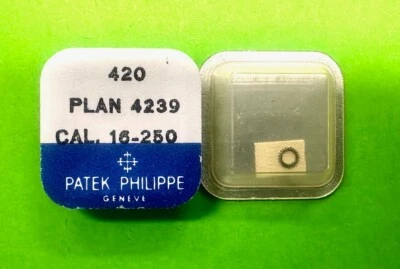 420
PLAN 4239
CAL. 16-250
PATEK PHILIPPE
GENEVE